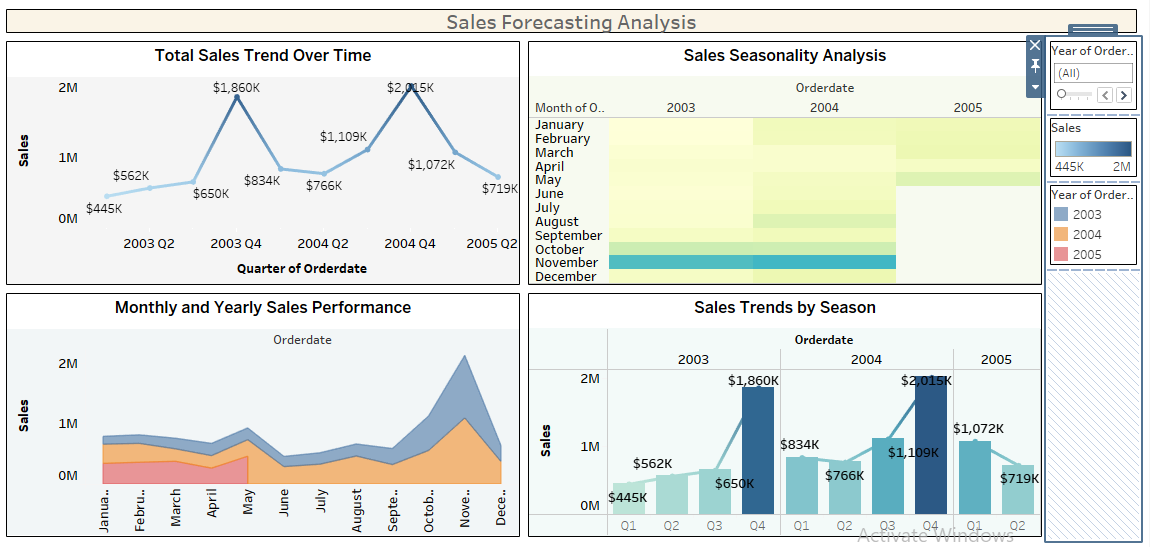 Sales Forecasting Analysis
Total Sales Trend Over Time
Sales
2M
1M
0M
$445K
$562K
$650K
$1,860K
$834K
$766K
$1,109K
$2,015K
$1,072K
$719K
2003 Q2
2003 Q4
2004 Q2
2004 Q4
2005 Q2
Quarter of Orderdate
Sales Seasonality Analysis
Orderdate
Month of O..
2003
2004
2005
January
February
March
April
May
June
July
August
September
October
November
December
Year of Order..
(All)
Sales
445K
2M
Year of Order..
2003
2004
2005
Monthly and Yearly Sales Performance
Orderdate
Sales
2M
1M
0M
Janua..
Febru..
March
April
May
June
July
August
Septe..
Octob..
Nove..
Dece..
Sales Trends by Season
Orderdate
2003
2004
2005
Sales
2M
1M
0M
$445K
$562K
$650K
$1,860K
$834K
$766K
$1,109K
$2,015K
$1,072K
$719K
Q1
Q2
Q3
Q4
Q1
Q2
Q3
Q4
Q1
Q2
Activate Windows